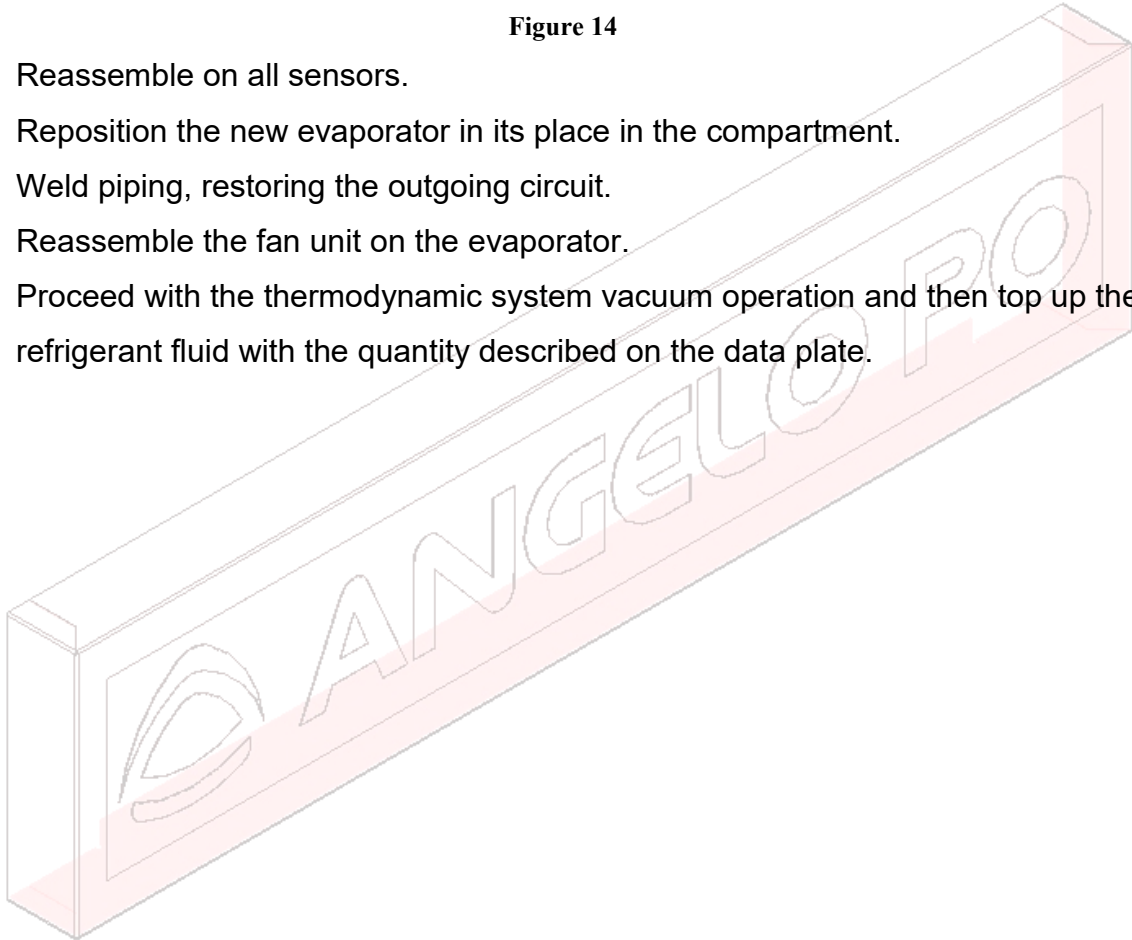 Figure 14
Reassemble on all sensors.
Reposition the new evaporator in its place in the compartment.
Weld piping, restoring the outgoing circuit.
Reassemble the fan unit on the evaporator.
Proceed with the thermodynamic system vacuum operation and then top up the
refrigerant fluid with the quantity described on the data plate.
ANGELO PO